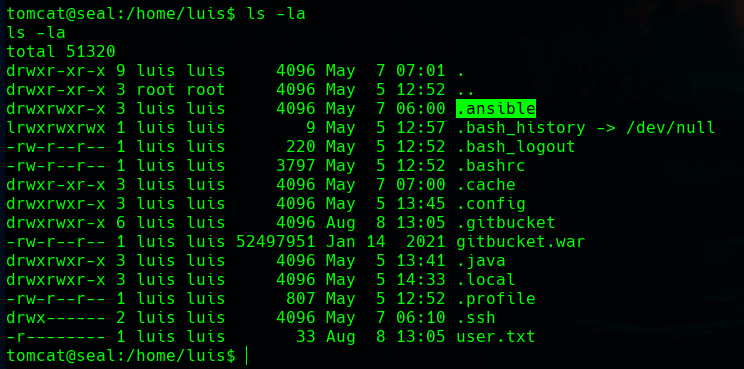 tomcat@seal:/home/luis$ ls -la
ls -la
total 51320
drwxr-xr-x 9 luis luis     4096 May  7 07:01 .
drwxr-xr-x 3 root root     4096 May  5 12:52 ..
drwxrwxr-x 3 luis luis     4096 May  7 06:00 .ansible
lrwxrwxrwx 1 luis luis        9 May  5 12:57 .bash_history -> /dev/null
-rw-r--r-- 1 luis luis      220 May  5 12:52 .bash_logout
-rw-r--r-- 1 luis luis     3797 May  5 12:52 .bashrc
drwxr-xr-x 3 luis luis     4096 May  7 07:00 .cache
drwxrwxr-x 3 luis luis     4096 May  5 13:45 .config
drwxrwxr-x 6 luis luis     4096 Aug  8 13:05 .gitbucket
-rw-r--r-- 1 luis luis 52497951 Jan 14  2021 gitbucket.war
drwxrwxr-x 3 luis luis     4096 May  5 13:41 .java
drwxrwxr-x 3 luis luis     4096 May  5 14:33 .local
-rw-r--r-- 1 luis luis      807 May  5 12:52 .profile
drwx------ 2 luis luis     4096 May  7 06:10 .ssh
-r-------- 1 luis luis       33 Aug  8 13:05 user.txt
tomcat@seal:/home/luis$